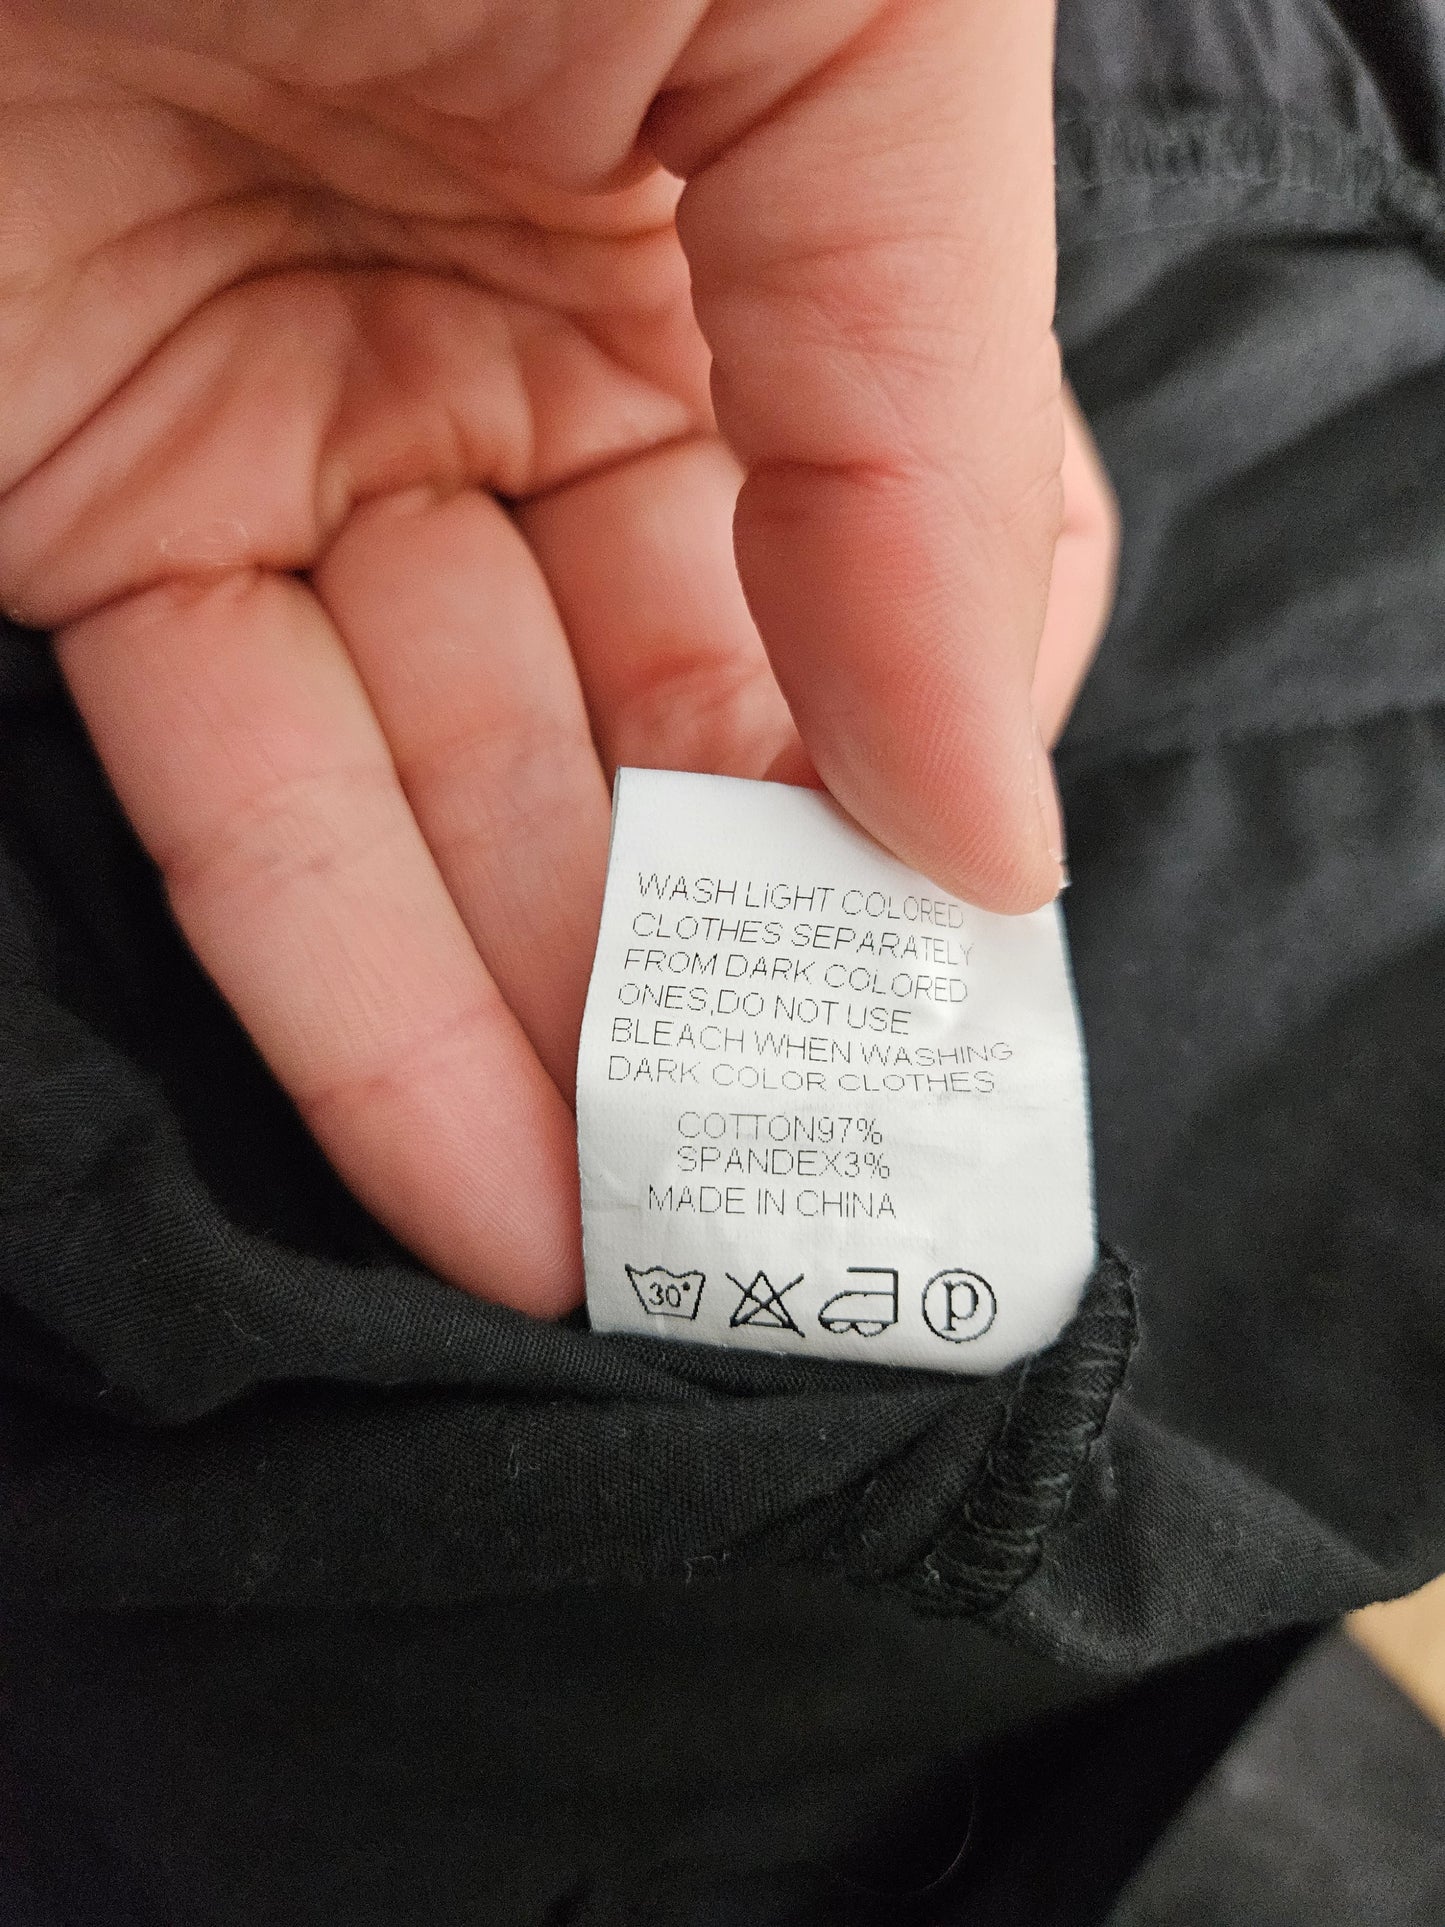 WASH LIGHT COLORED
CLOTHES SEPARATELY
FROM DARK COLORED
ONES,DO NOT USE
BLEACH WHEN WASHING
DARK COLOR CLOTHES
COTTON97%
SPANDEX3%
MADE IN CHINA
30° P